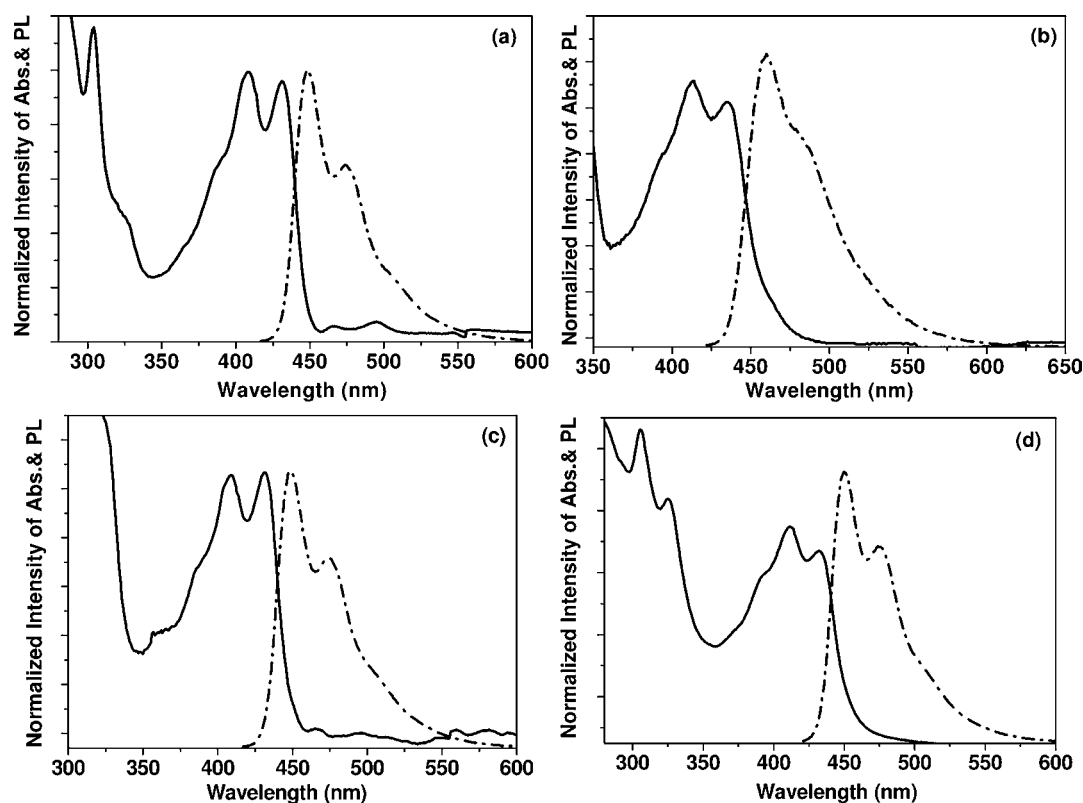 (a)
Normalized Intensity of Abs.& PL
300 350 400 450 500 550 600
Wavelength (nm)
(b)
Normalized Intensity of Abs.& PL
350 400 450 500 550 600 650
Wavelength (nm)
(c)
Normalized Intensity of Abs.& PL
300 350 400 450 500 550 600
Wavelength (nm)
(d)
Normalized Intensity of Abs.& PL
300 350 400 450 500 550 600
Wavelength (nm)